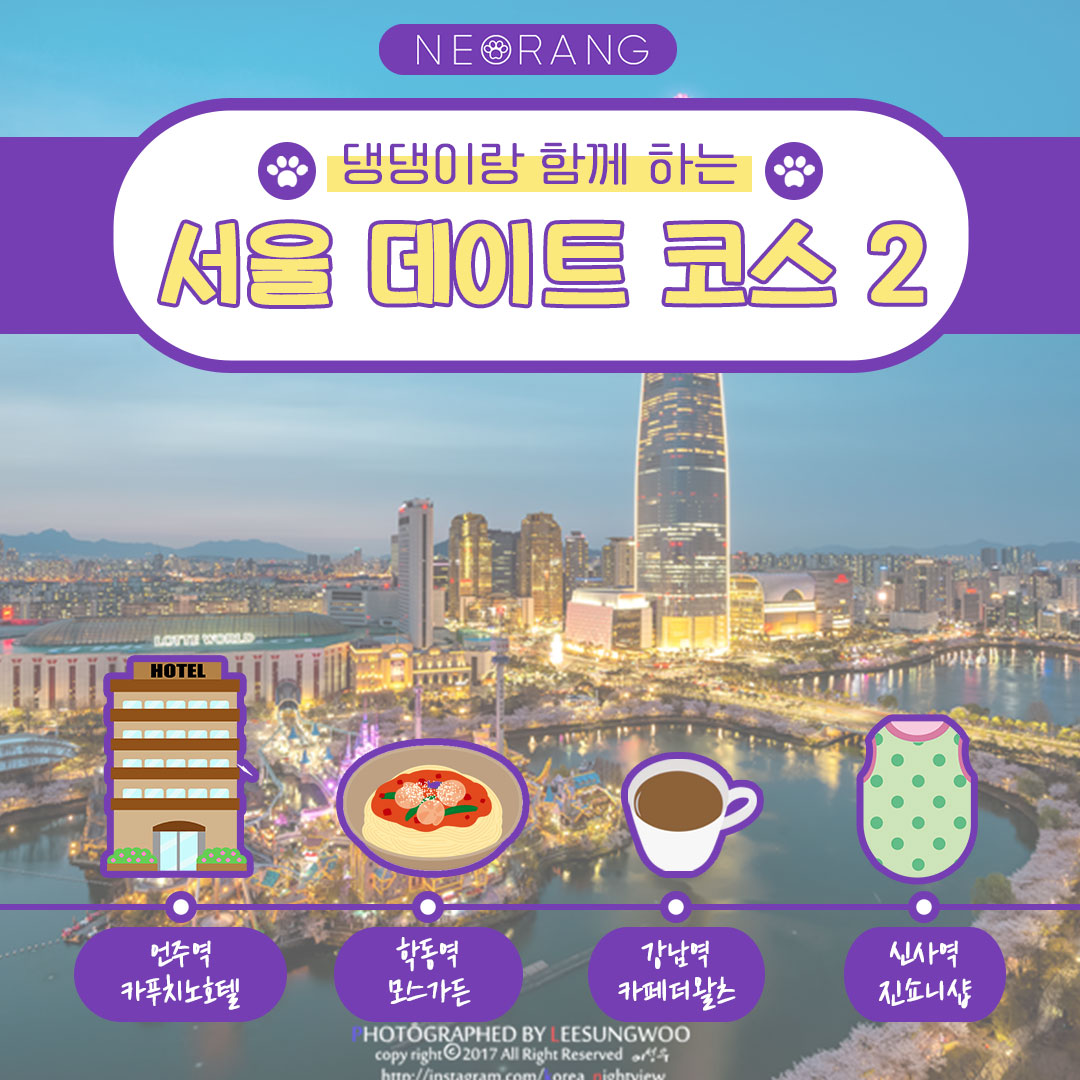 NEORANG
댕댕이랑 함께 하는
서울 데이트 코스 2
LOTTE WORLD
HOTEL
언주역
카푸치노호텔
학동역
모스가든
강남역
카페더왈츠
신사역
진쇼니샵
PHOTOGRAPHED BY LEESUNGWOO
copy right©2017 All Right Reserved 이성우
http://instagram.com/korea_nightview